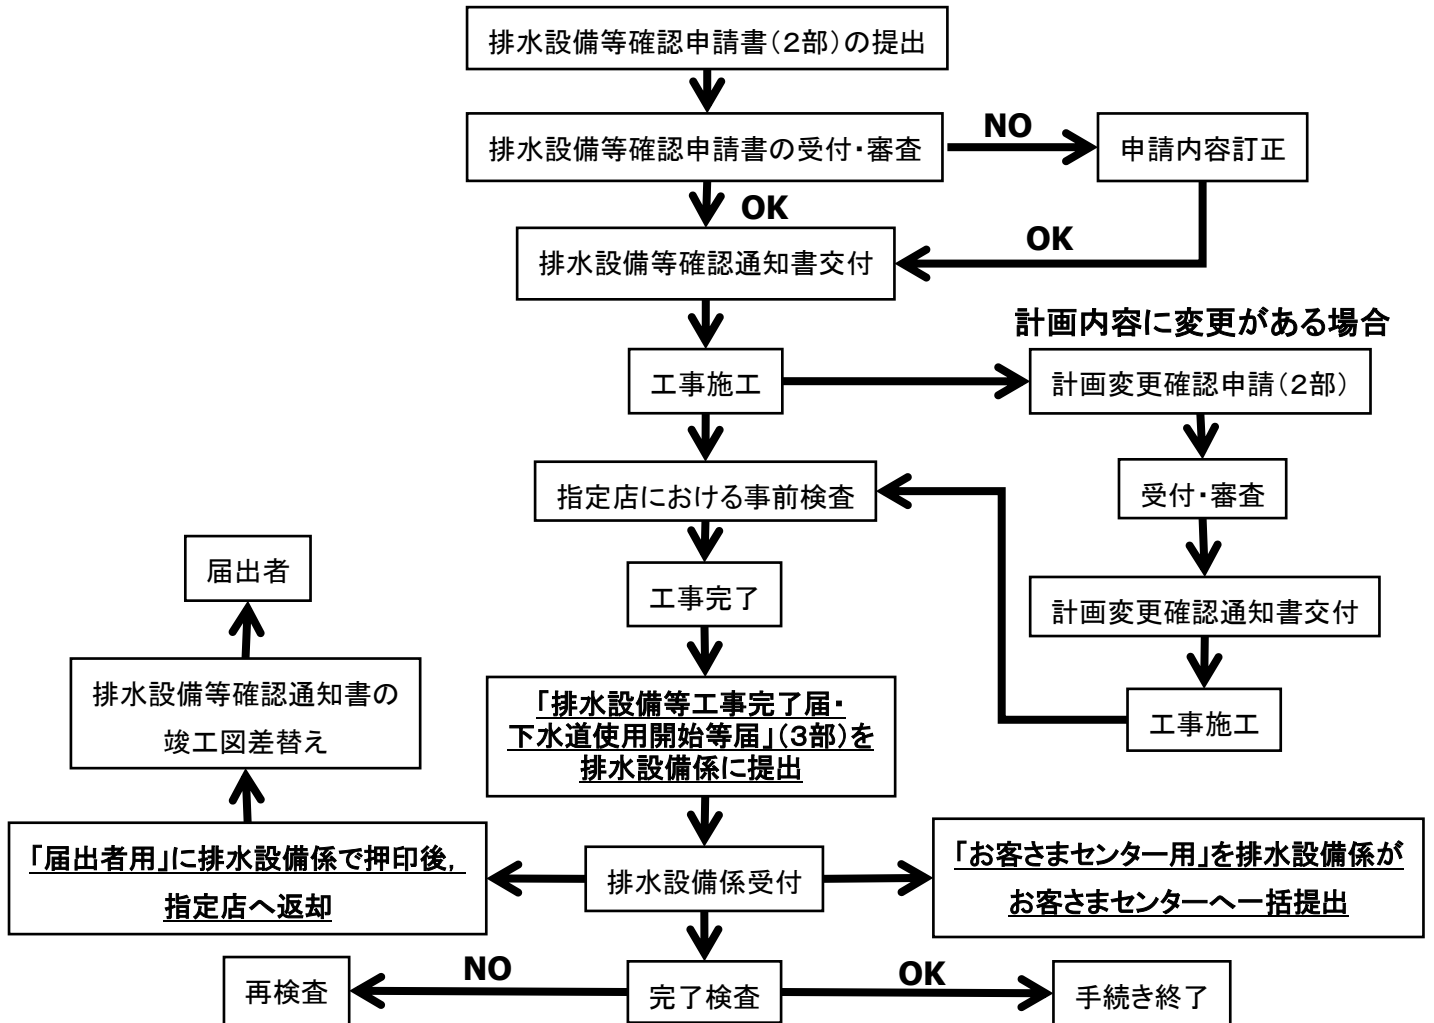 排水設備等確認申請書（２部）の提出
排水設備等確認申請書の受付・審査
NO
申請内容訂正
OK
OK
排水設備等確認通知書交付
計画内容に変更がある場合
工事施工
計画変更確認申請（２部）
指定店における事前検査
受付・審査
届出者
工事完了
計画変更確認通知書交付
排水設備等確認通知書の
竣工図差替え
「排水設備等工事完了届・
下水道使用開始等届」（３部）を
排水設備係に提出
工事施工
「届出者用」に排水設備係で押印後，
指定店へ返却
排水設備係受付
「お客さまセンター用」を排水設備係が
お客さまセンターへ一括提出
NO
OK
再検査
完了検査
手続き終了